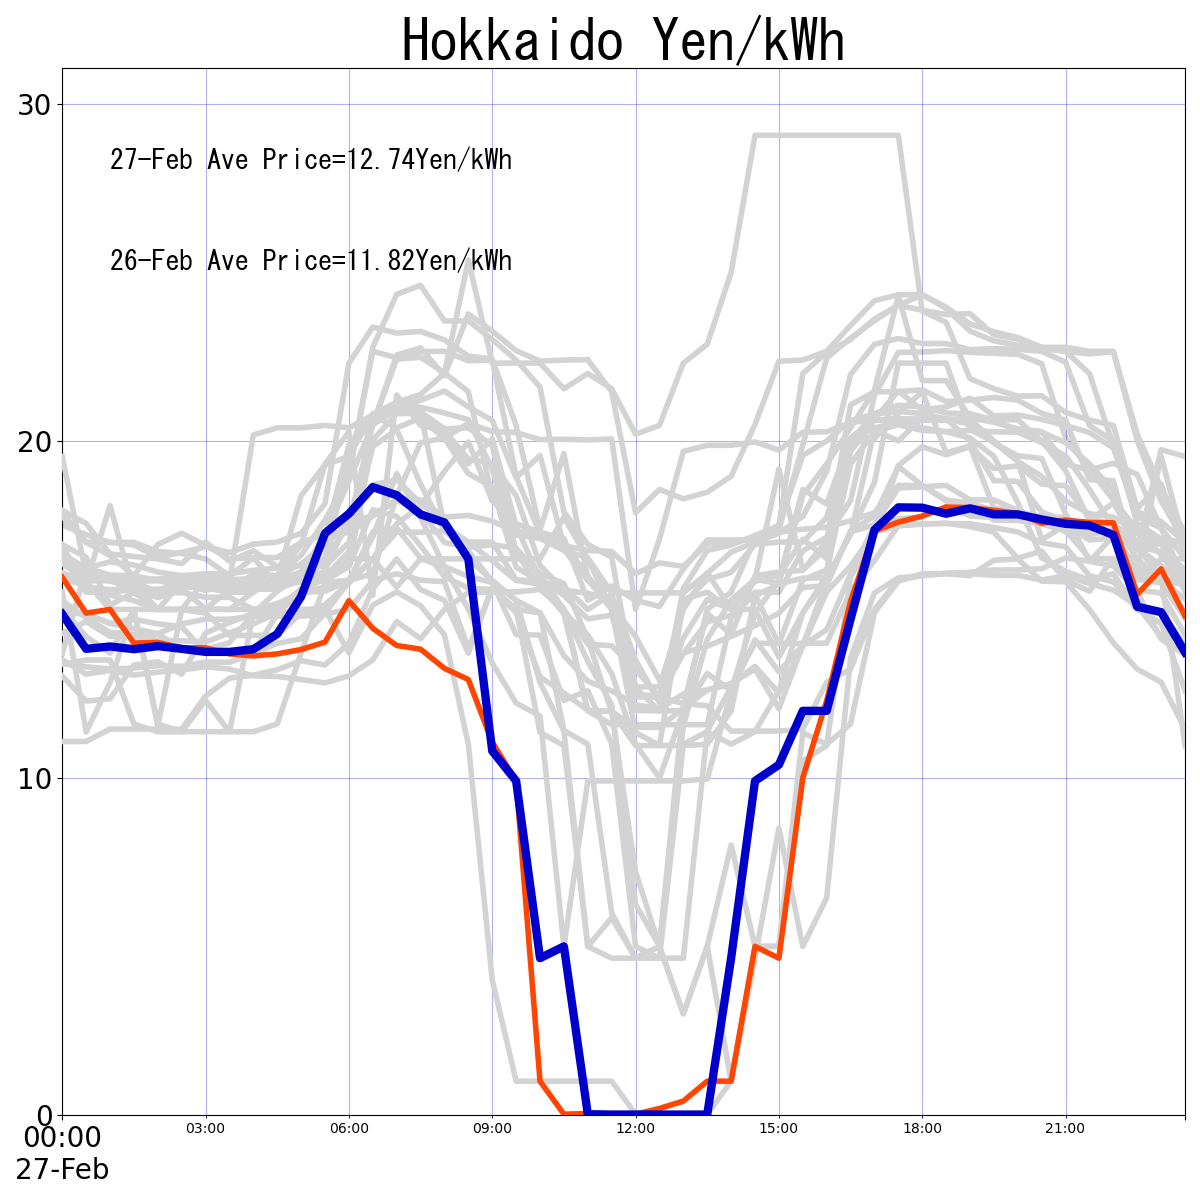 Hokkaido Yen/kWh
30
27-Feb Ave Price=12.74Yen/kWh
26-Feb Ave Price=11.82Yen/kWh
20
10
0
00:00 03:00 06:00 09:00 12:00 15:00 18:00 21:00
27-Feb